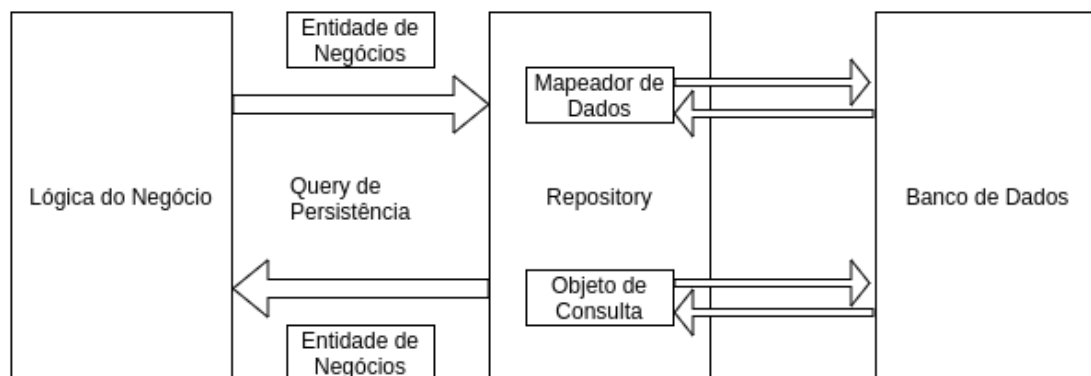 Entidade de
Negócios
Mapeador de
Dados
Lógica do Negócio
Query de
Persistência
Repository
Banco de Dados
Objeto de
Consulta
Entidade de
Negócios